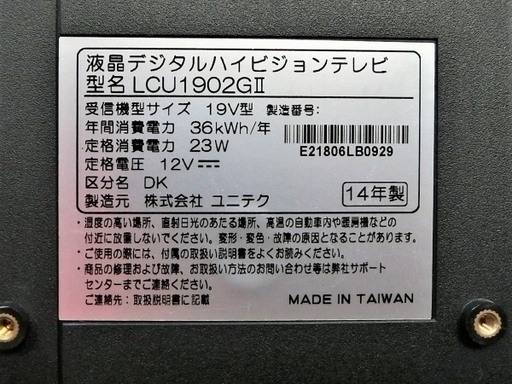 液晶デジタルハイビジョンテレビ
型名 LCU1902GⅡ
受信機型サイズ 19V型 製造番号:
年間消費電力 36kWh/年
定格消費電力 23W
E21806LB0929
定格電圧 12V⎓
区分名 DK
製造元 株式会社 ユニテク
14年製
・湿度の高い場所、直射日光のあたる場所、高温の自動車内や暖房機などの
付近に放置しないでください。変形・変色・故障の原因となることがあります。
・ご使用の際には、付属の取扱説明書をよくお読みください。
・商品の修理および故障、お取扱い方法のお問い合わせ等は弊社サポート
センターまでご連絡ください。
ご連絡先：取扱説明書に記載
MADE IN TAIWAN